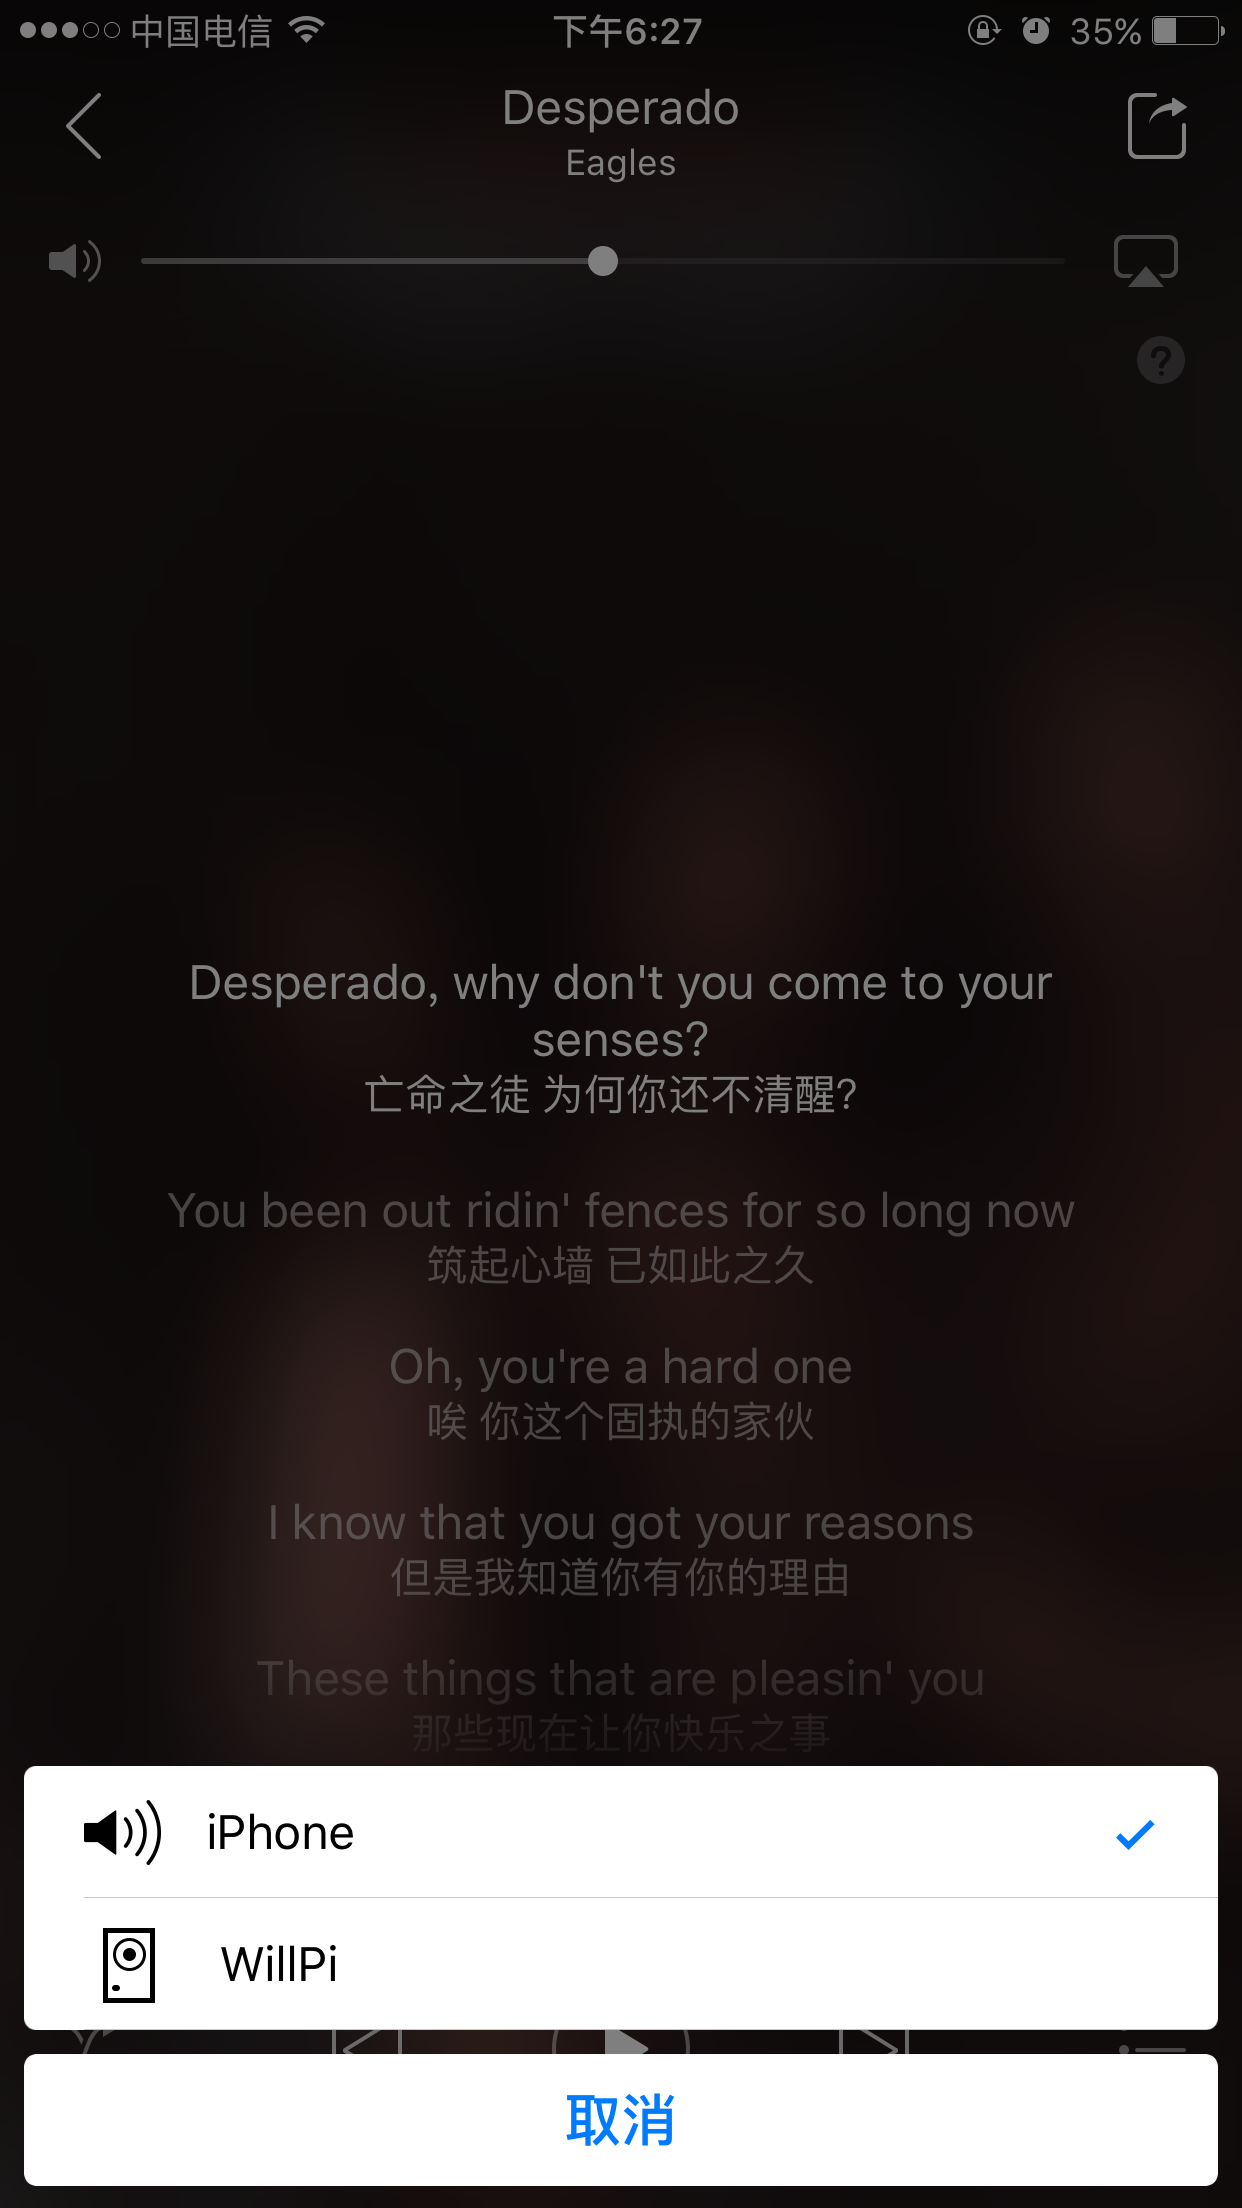 中国电信
下午6:27
35%
Desperado
Eagles
?
Desperado, why don't you come to your
senses?
亡命之徒 为何你还不清醒?
You been out ridin' fences for so long now
筑起心墙 已如此之久
Oh, you're a hard one
唉 你这个固执的家伙
I know that you got your reasons
但是我知道你有你的理由
These things that are pleasin' you
那些现在让你快乐之事
iPhone
WillPi
取消